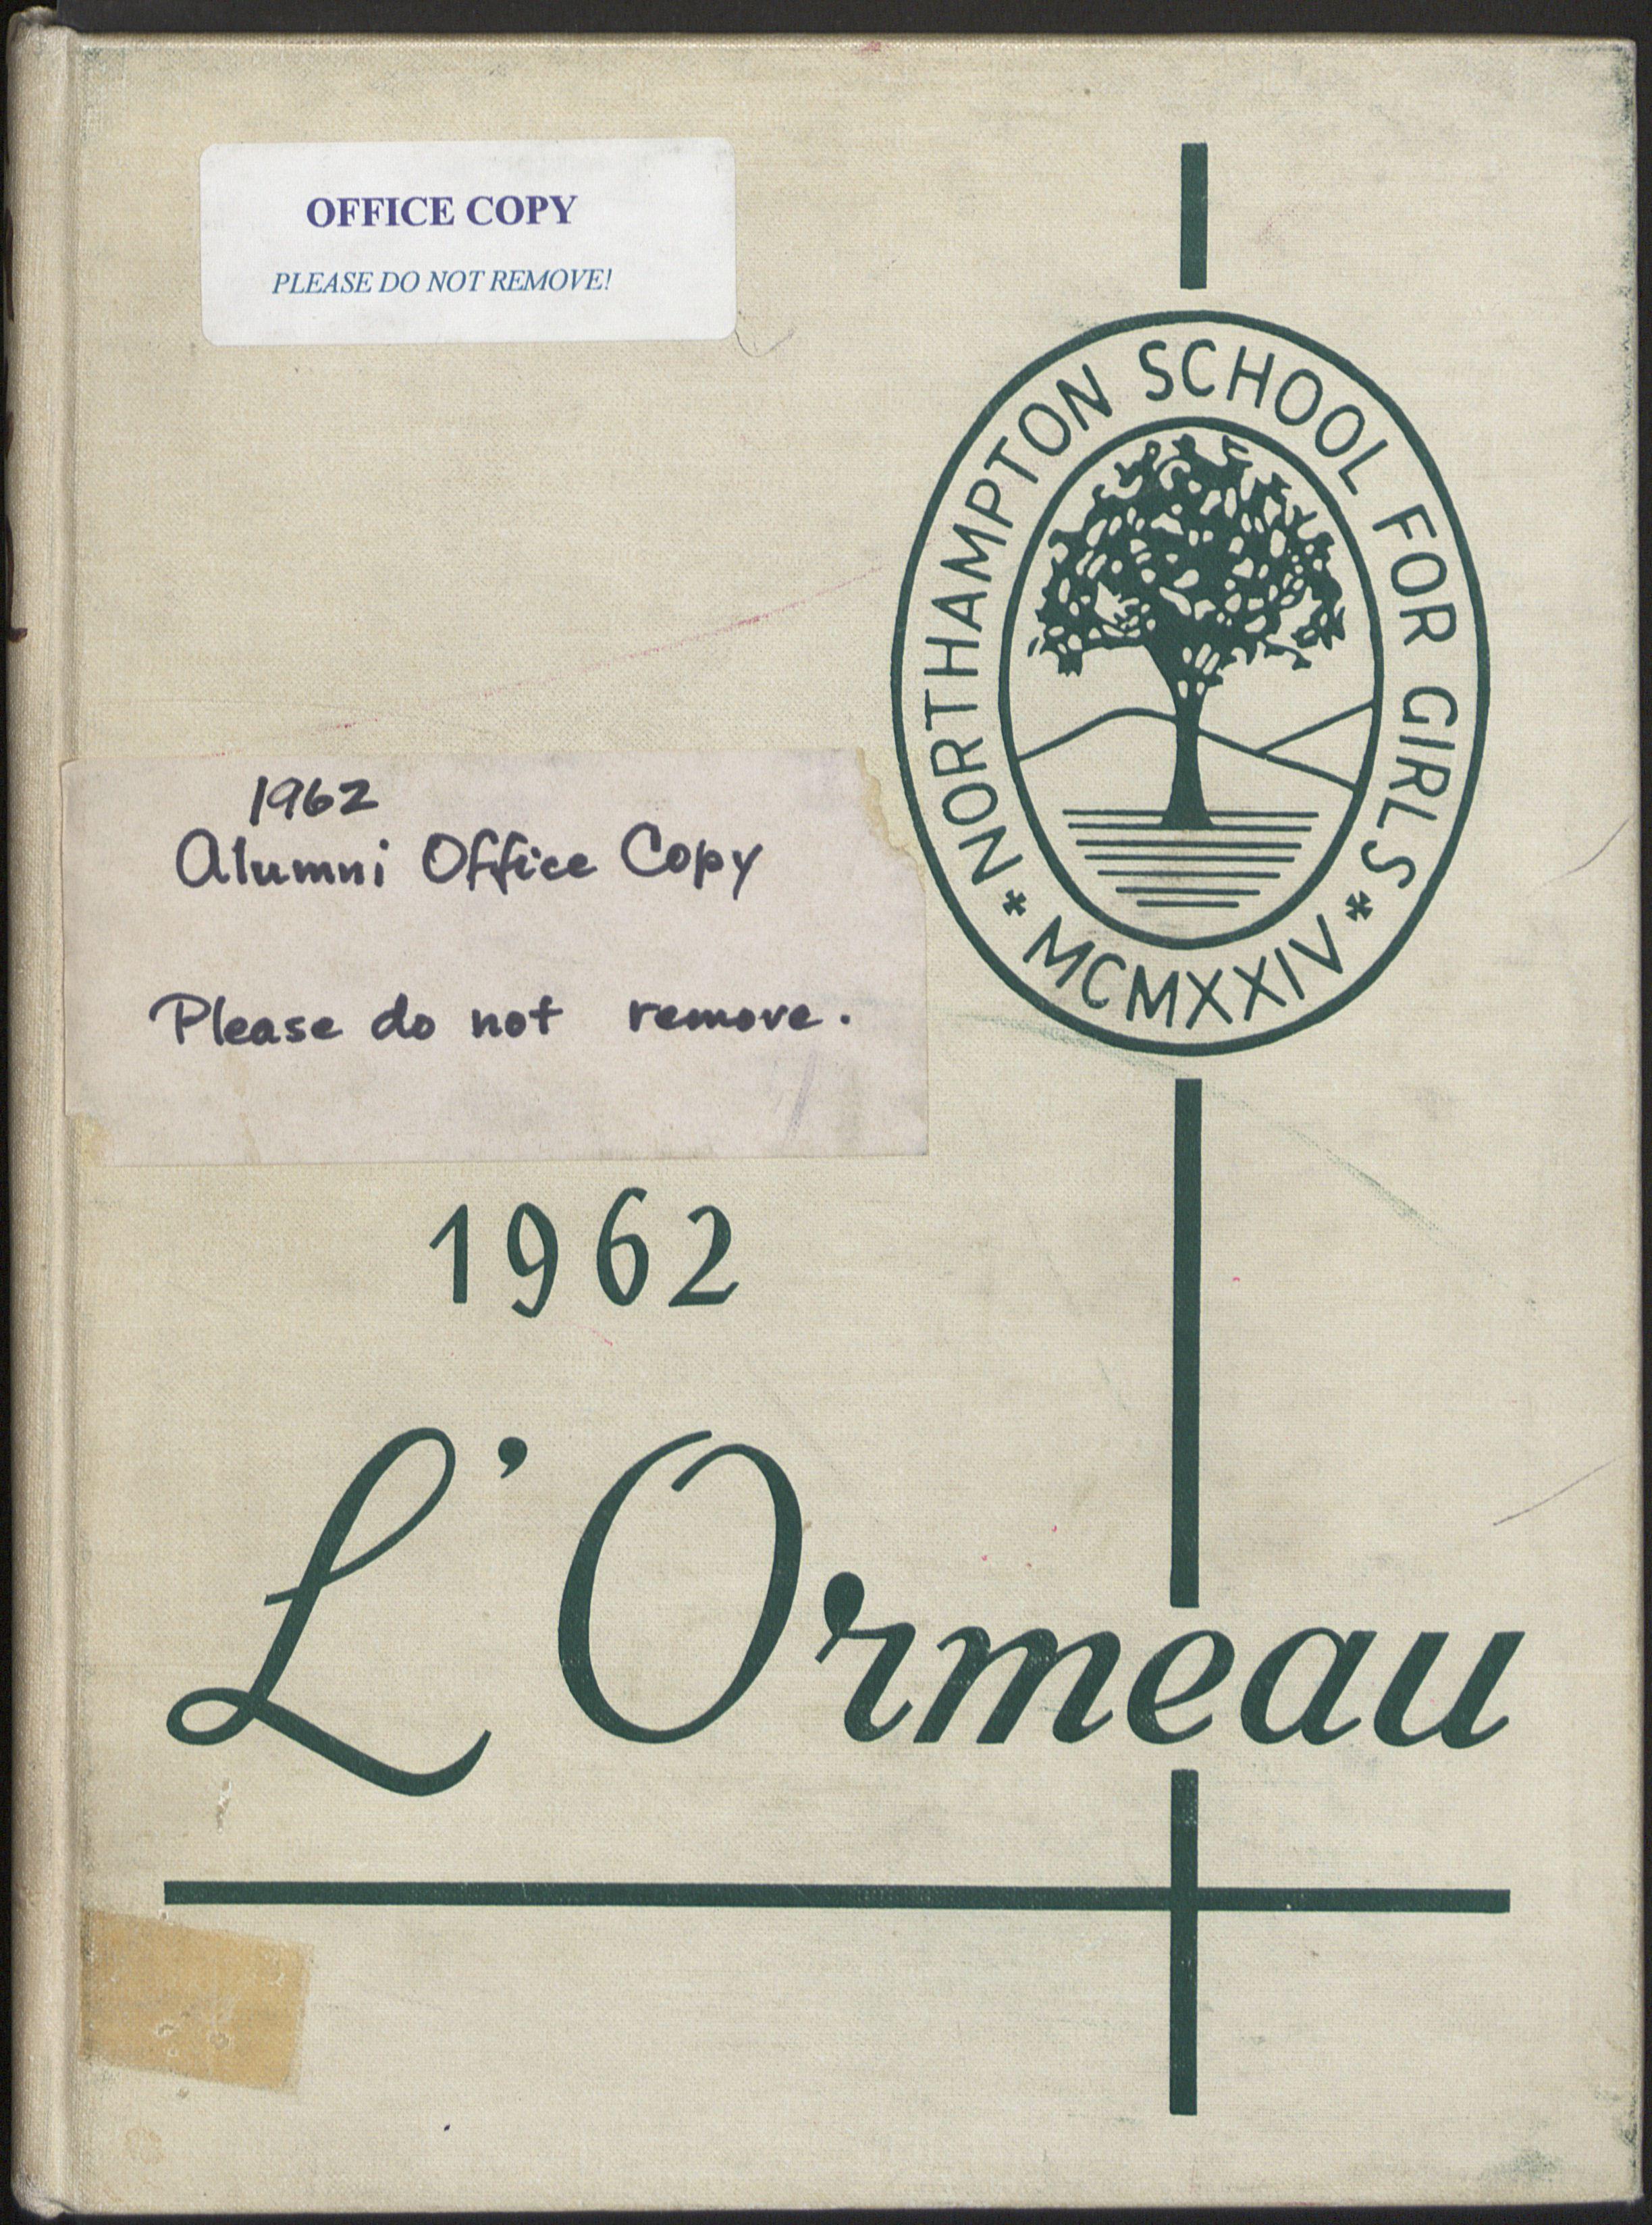 OFFICE COPY
PLEASE DO NOT REMOVE!
NORTHAMPTON SCHOOL FOR GIRLS
* MCMXXIV *
1962
Alumni Office Copy
Please do not remove.
1962
L'Ormeau